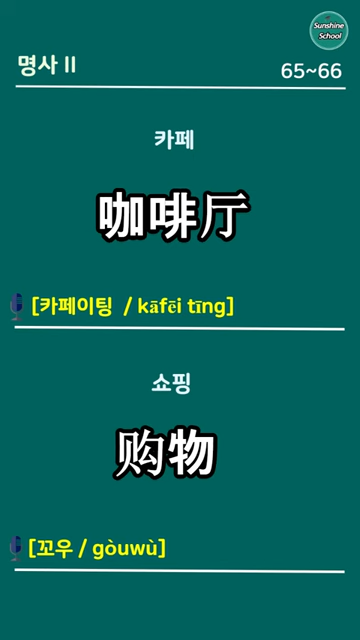 Sunshine
School
명사 II
65~66
카페
咖啡厅
[카페이팅 / kāfēi tīng]
쇼핑
购物
[꼬우 / gòuwù]